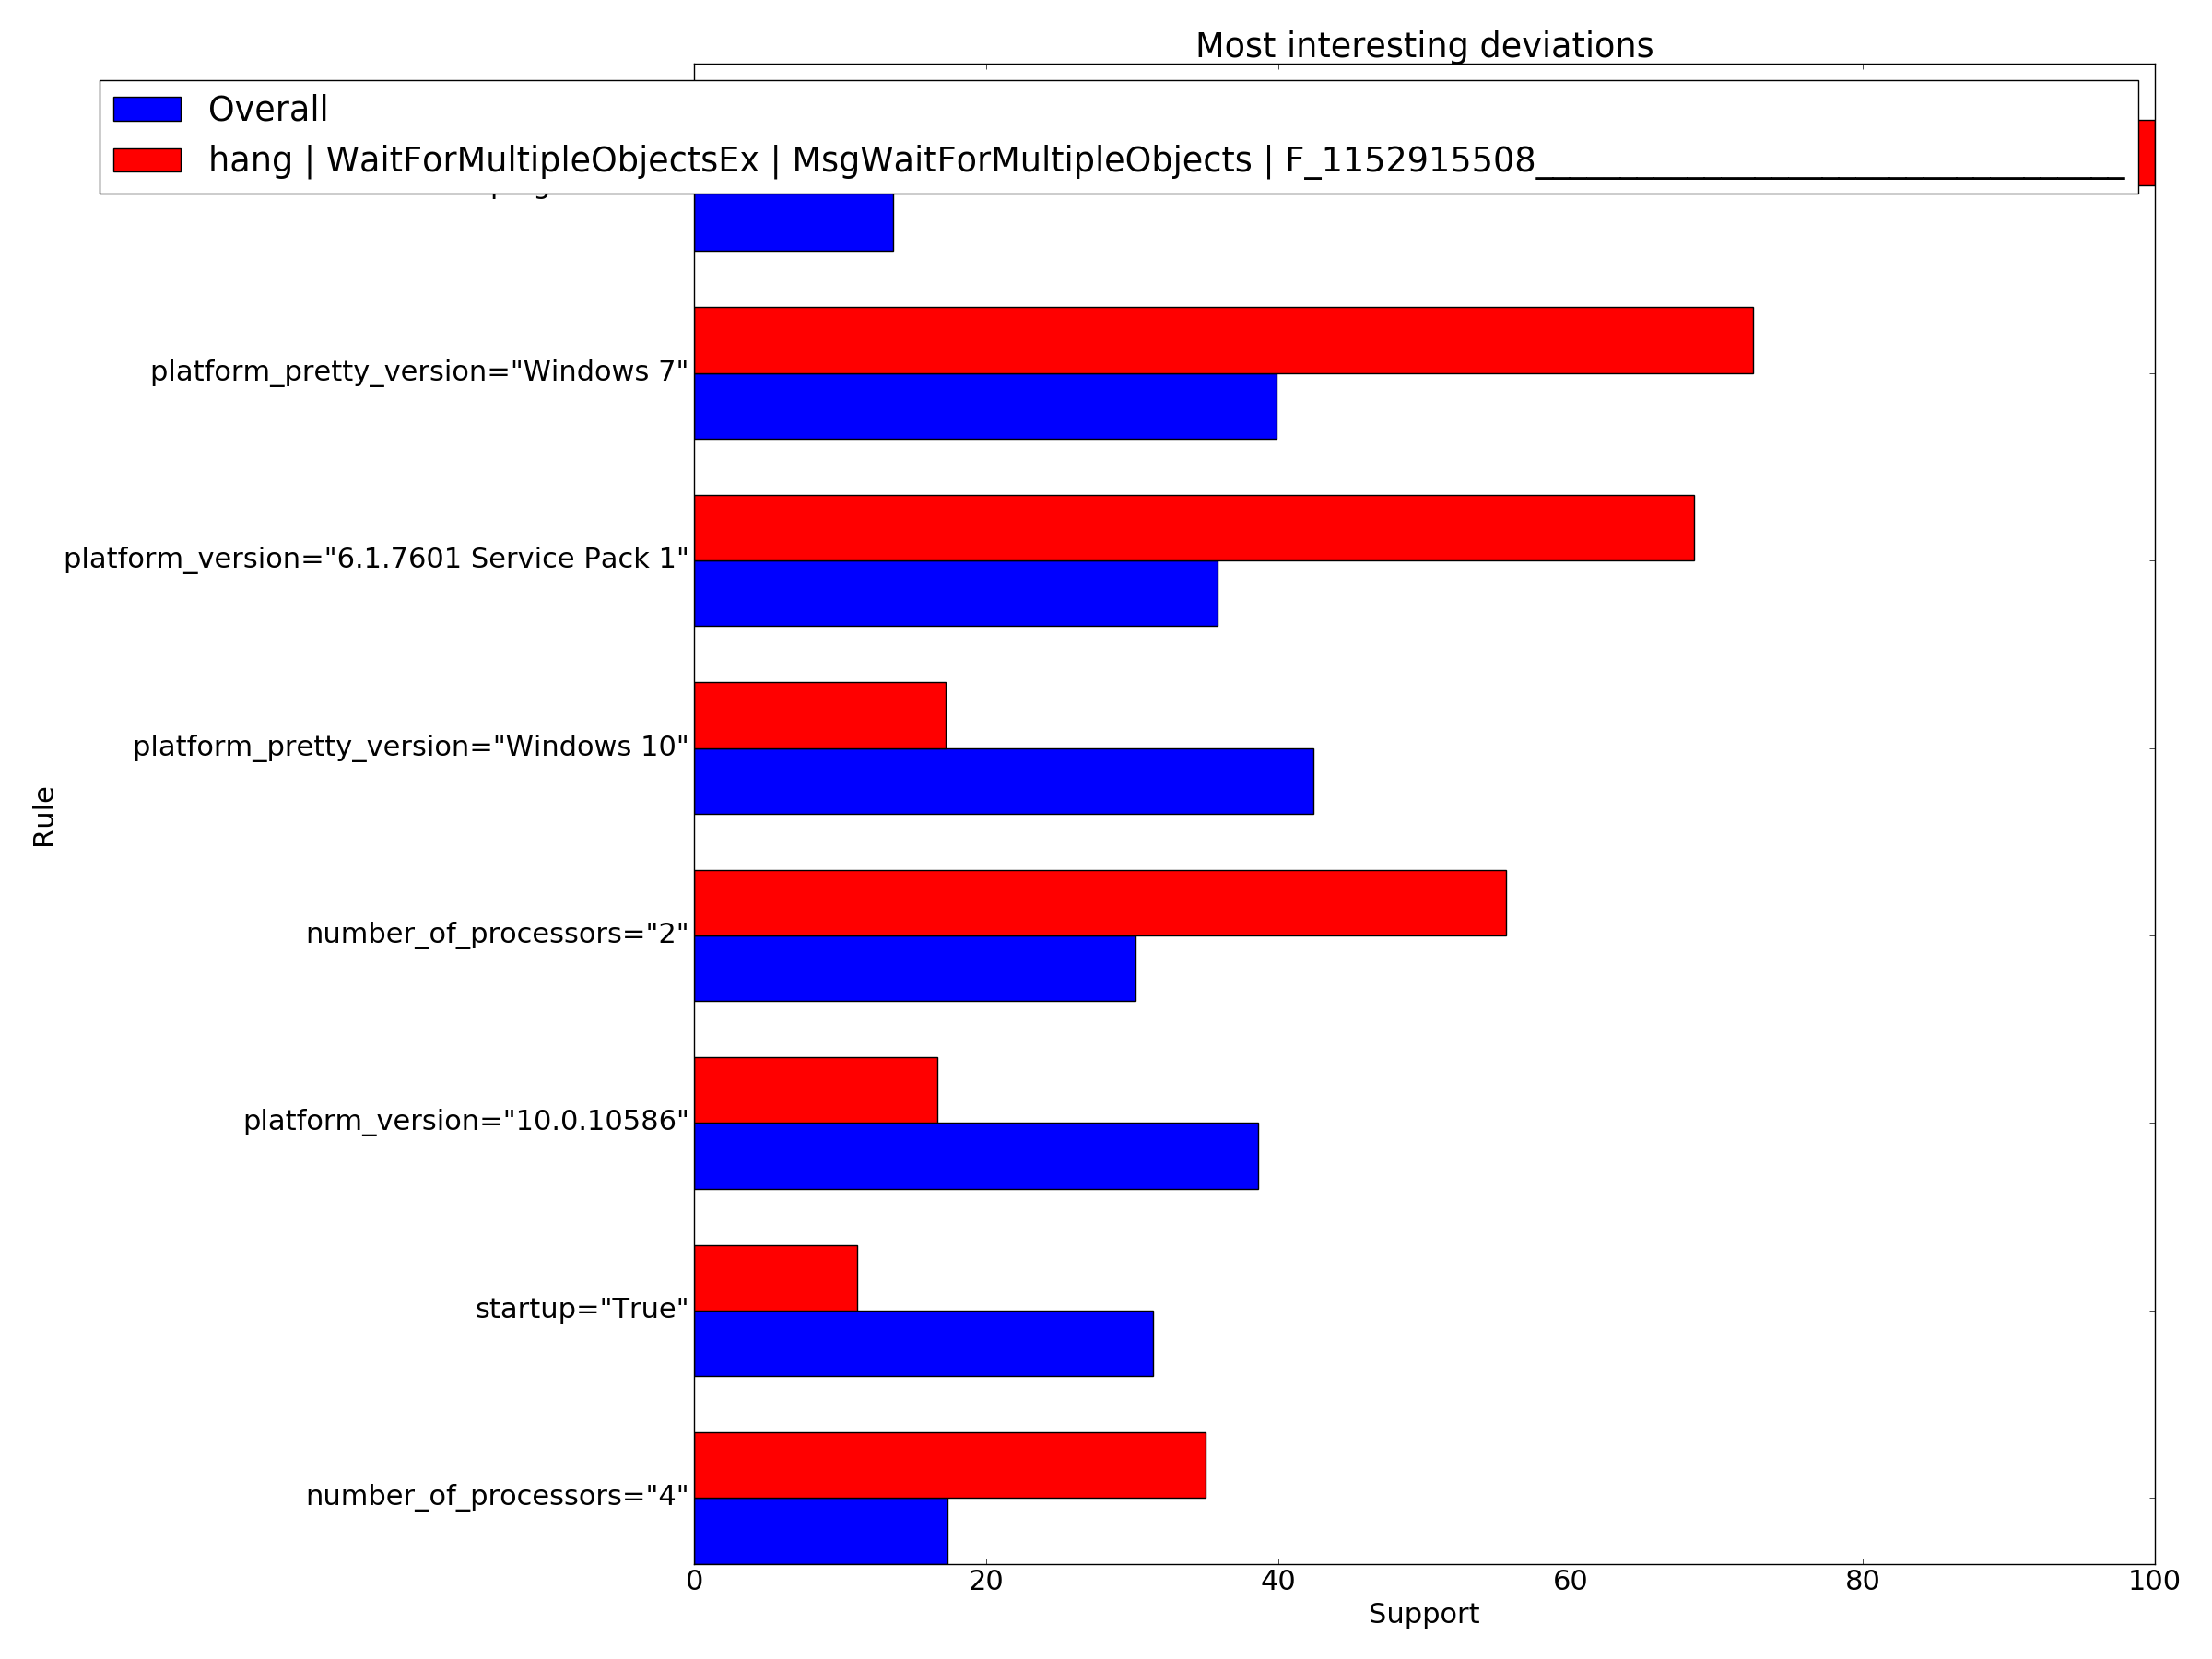 Most interesting deviations
Overall
hang | WaitForMultipleObjectsEx | MsgWaitForMultipleObjects | F_1152915508___________________________________
platform_pretty_version="Windows 7"
platform_version="6.1.7601 Service Pack 1"
platform_pretty_version="Windows 10"
number_of_processors="2"
platform_version="10.0.10586"
startup="True"
number_of_processors="4"
Rule
0 20 40 60 80 100
Support